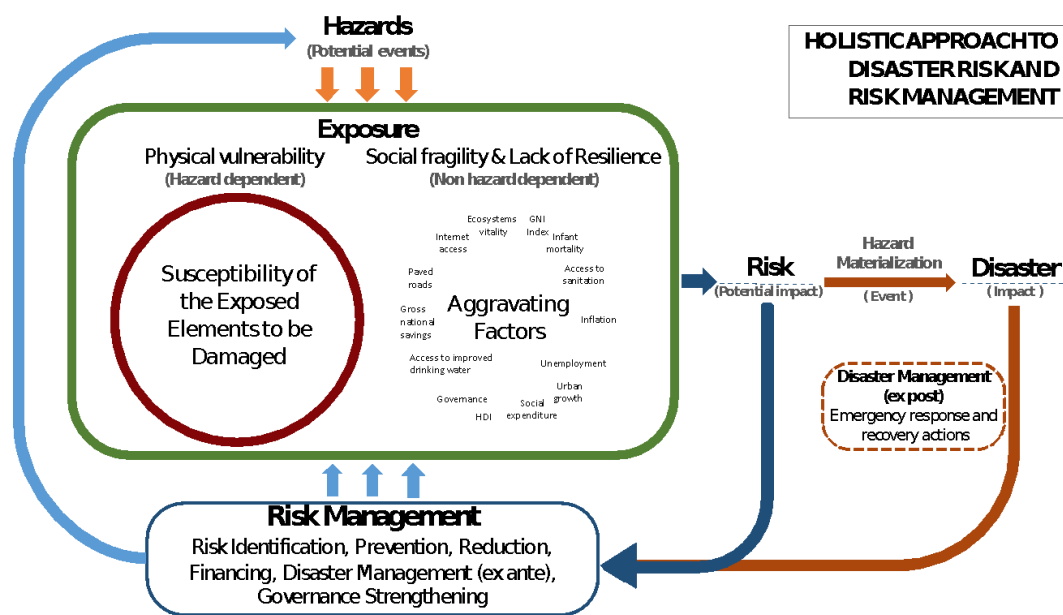 Hazards
(Potential events)
HOLISTIC APPROACH TO
DISASTER RISK AND
RISK MANAGEMENT
Exposure
Physical vulnerability
(Hazard dependent)
Social fragility & Lack of Resilience
(Non hazard dependent)
Susceptibility of
the Exposed
Elements to be
Damaged
Aggravating
Factors
Ecosystems
vitality
GNI
Index
Infant
mortality
Access to
sanitation
Inflation
Unemployment
Urban
growth
Social
expenditure
HDI
Governance
Access to improved
drinking water
Gross
national
savings
Paved
roads
Internet
access
Risk
(Potential impact)
Hazard
Materialization
(Event)
Disaster
(Impact)
Disaster Management
(ex post)
Emergency response and
recovery actions
Risk Management
Risk Identification, Prevention, Reduction,
Financing, Disaster Management (ex ante),
Governance Strengthening